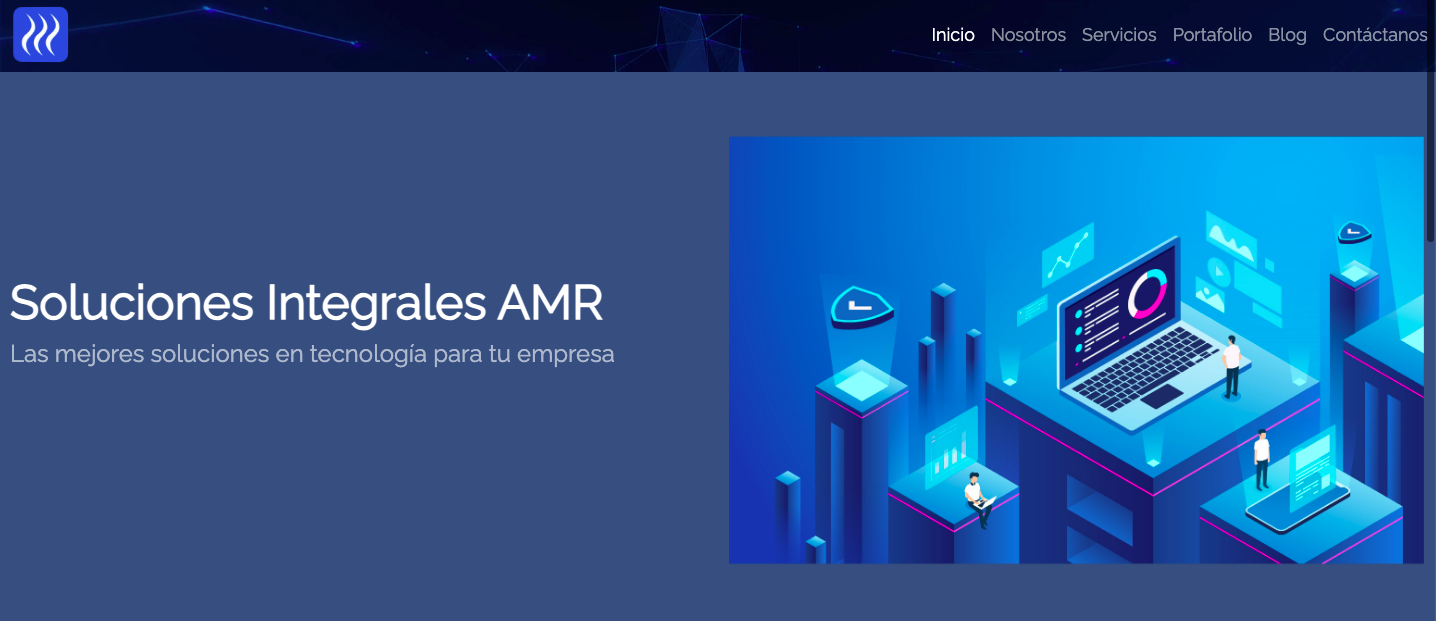 Inicio Nosotros Servicios Portafolio Blog Contáctanos
Soluciones Integrales AMR
Las mejores soluciones en tecnología para tu empresa